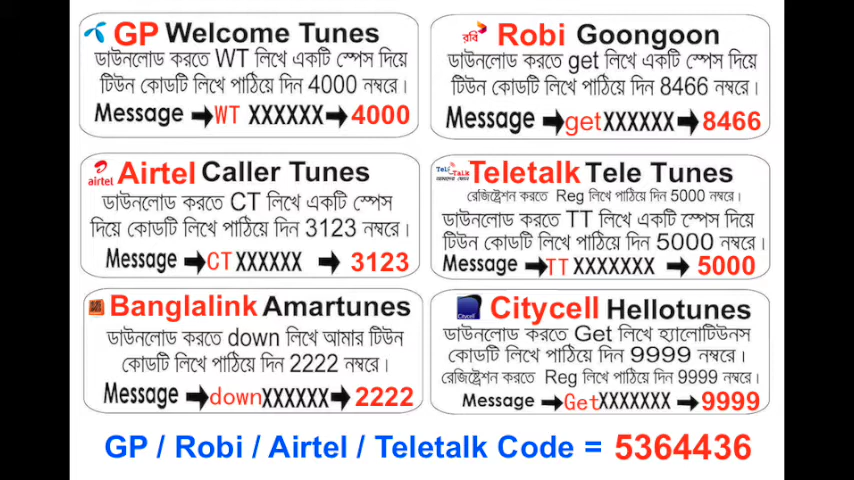 GP Welcome Tunes
ডাউনলোড করতে WT লিখে একটি স্পেস দিয়ে
টিউন কোডটি লিখে পাঠিয়ে দিন 4000 নম্বরে।
Message WT XXXXXX 4000
রবি Robi Goongoon
ডাউনলোড করতে get লিখে একটি স্পেস দিয়ে
টিউন কোডটি লিখে পাঠিয়ে দিন 8466 নম্বরে।
Message getXXXXXX 8466
airtel Airtel Caller Tunes
ডাউনলোড করতে CT লিখে একটি স্পেস
দিয়ে কোডটি লিখে পাঠিয়ে দিন 3123 নম্বরে।
Message CT XXXXXX 3123
TeleTalk Teletalk Tele Tunes
রেজিষ্ট্রেশন করতে Reg লিখে পাঠিয়ে দিন 5000 নম্বরে।
ডাউনলোড করতে TT লিখে একটি স্পেস দিয়ে
টিউন কোডটি লিখে পাঠিয়ে দিন 5000 নম্বরে।
Message TT XXXXXXX 5000
Banglalink Amartunes
ডাউনলোড করতে down লিখে আমার টিউন
কোডটি লিখে পাঠিয়ে দিন 2222 নম্বরে।
Message downXXXXXX 2222
Citycell Citycell Hellotunes
ডাউনলোড করতে Get লিখে হ্যালোটিউনস
কোডটি লিখে পাঠিয়ে দিন 9999 নম্বরে।
রেজিষ্ট্রেশন করতে Reg লিখে পাঠিয়ে দিন 9999 নম্বরে।
Message GetXXXXXXX 9999
GP / Robi / Airtel / Teletalk Code = 5364436